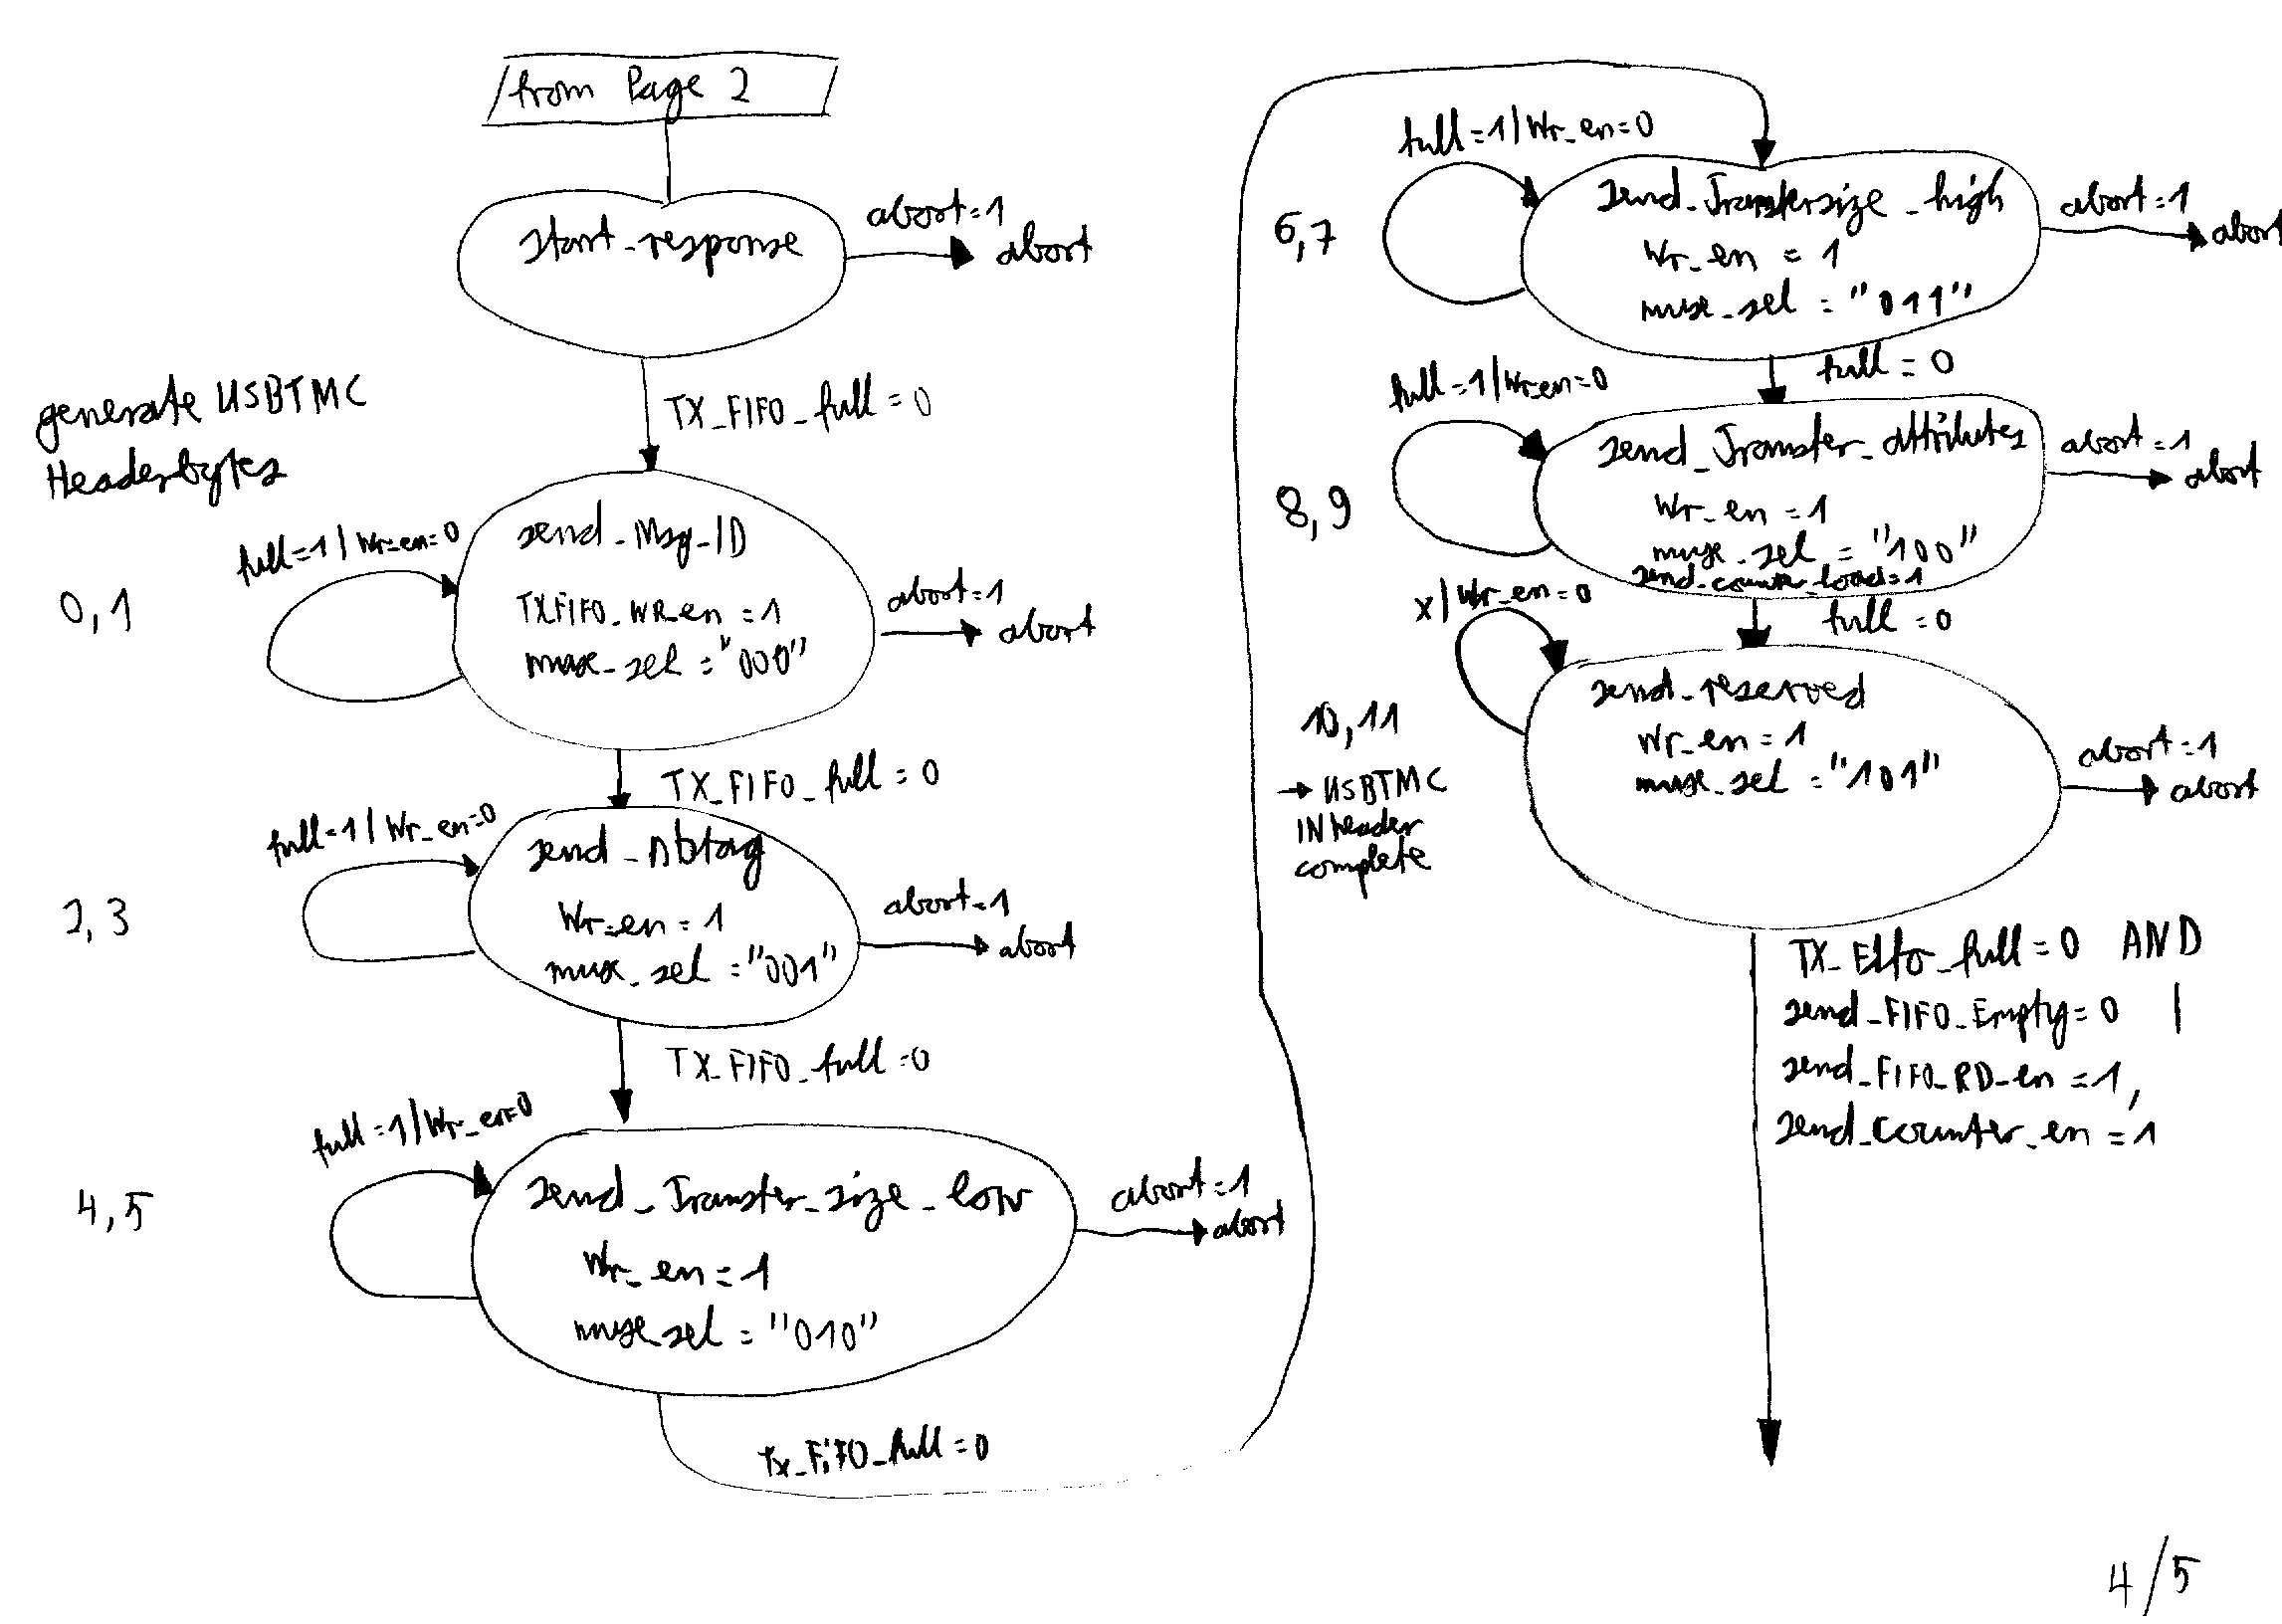 from Page 2
start_response
abort=1
abort
TX_FIFO_full = 0
generate USBTMC
Headerbytes
0,1
full=1/Wr_en=0
send_Msg_ID
TXFIFO_WR_en = 1
mux_sel = "000"
abort=1
abort
TX_FIFO_full = 0
2,3
full=1/Wr_en=0
send_nbtag
Wr_en = 1
mux_sel = "001"
abort=1
abort
TX_FIFO_full =0
4,5
full=1/Wr_en=0
send_Transfer_size_low
Wr_en = 1
mux_sel = "010"
abort=1
abort
Tx_FIFO_full =0
6,7
full=1/Wr_en=0
send_Transfersize_high
Wr_en = 1
mux_sel = "011"
abort=1
abort
full = 0
8,9
full=1/Wr_en=0
send_Transfer_attributes
Wr_en =1
mux_sel = "100"
send_counter_load=1
abort=1
abort
full =0
x/Wr_en=0
10,11
→ USBTMC
IN header
complete
send_reserved
Wr_en = 1
mux_sel = "101"
abort=1
abort
TX_FIfo_full = 0 AND
send_FIFO_Empty=0 /
send_FIFO_RD_en =1,
send_counter_en =1
4/5